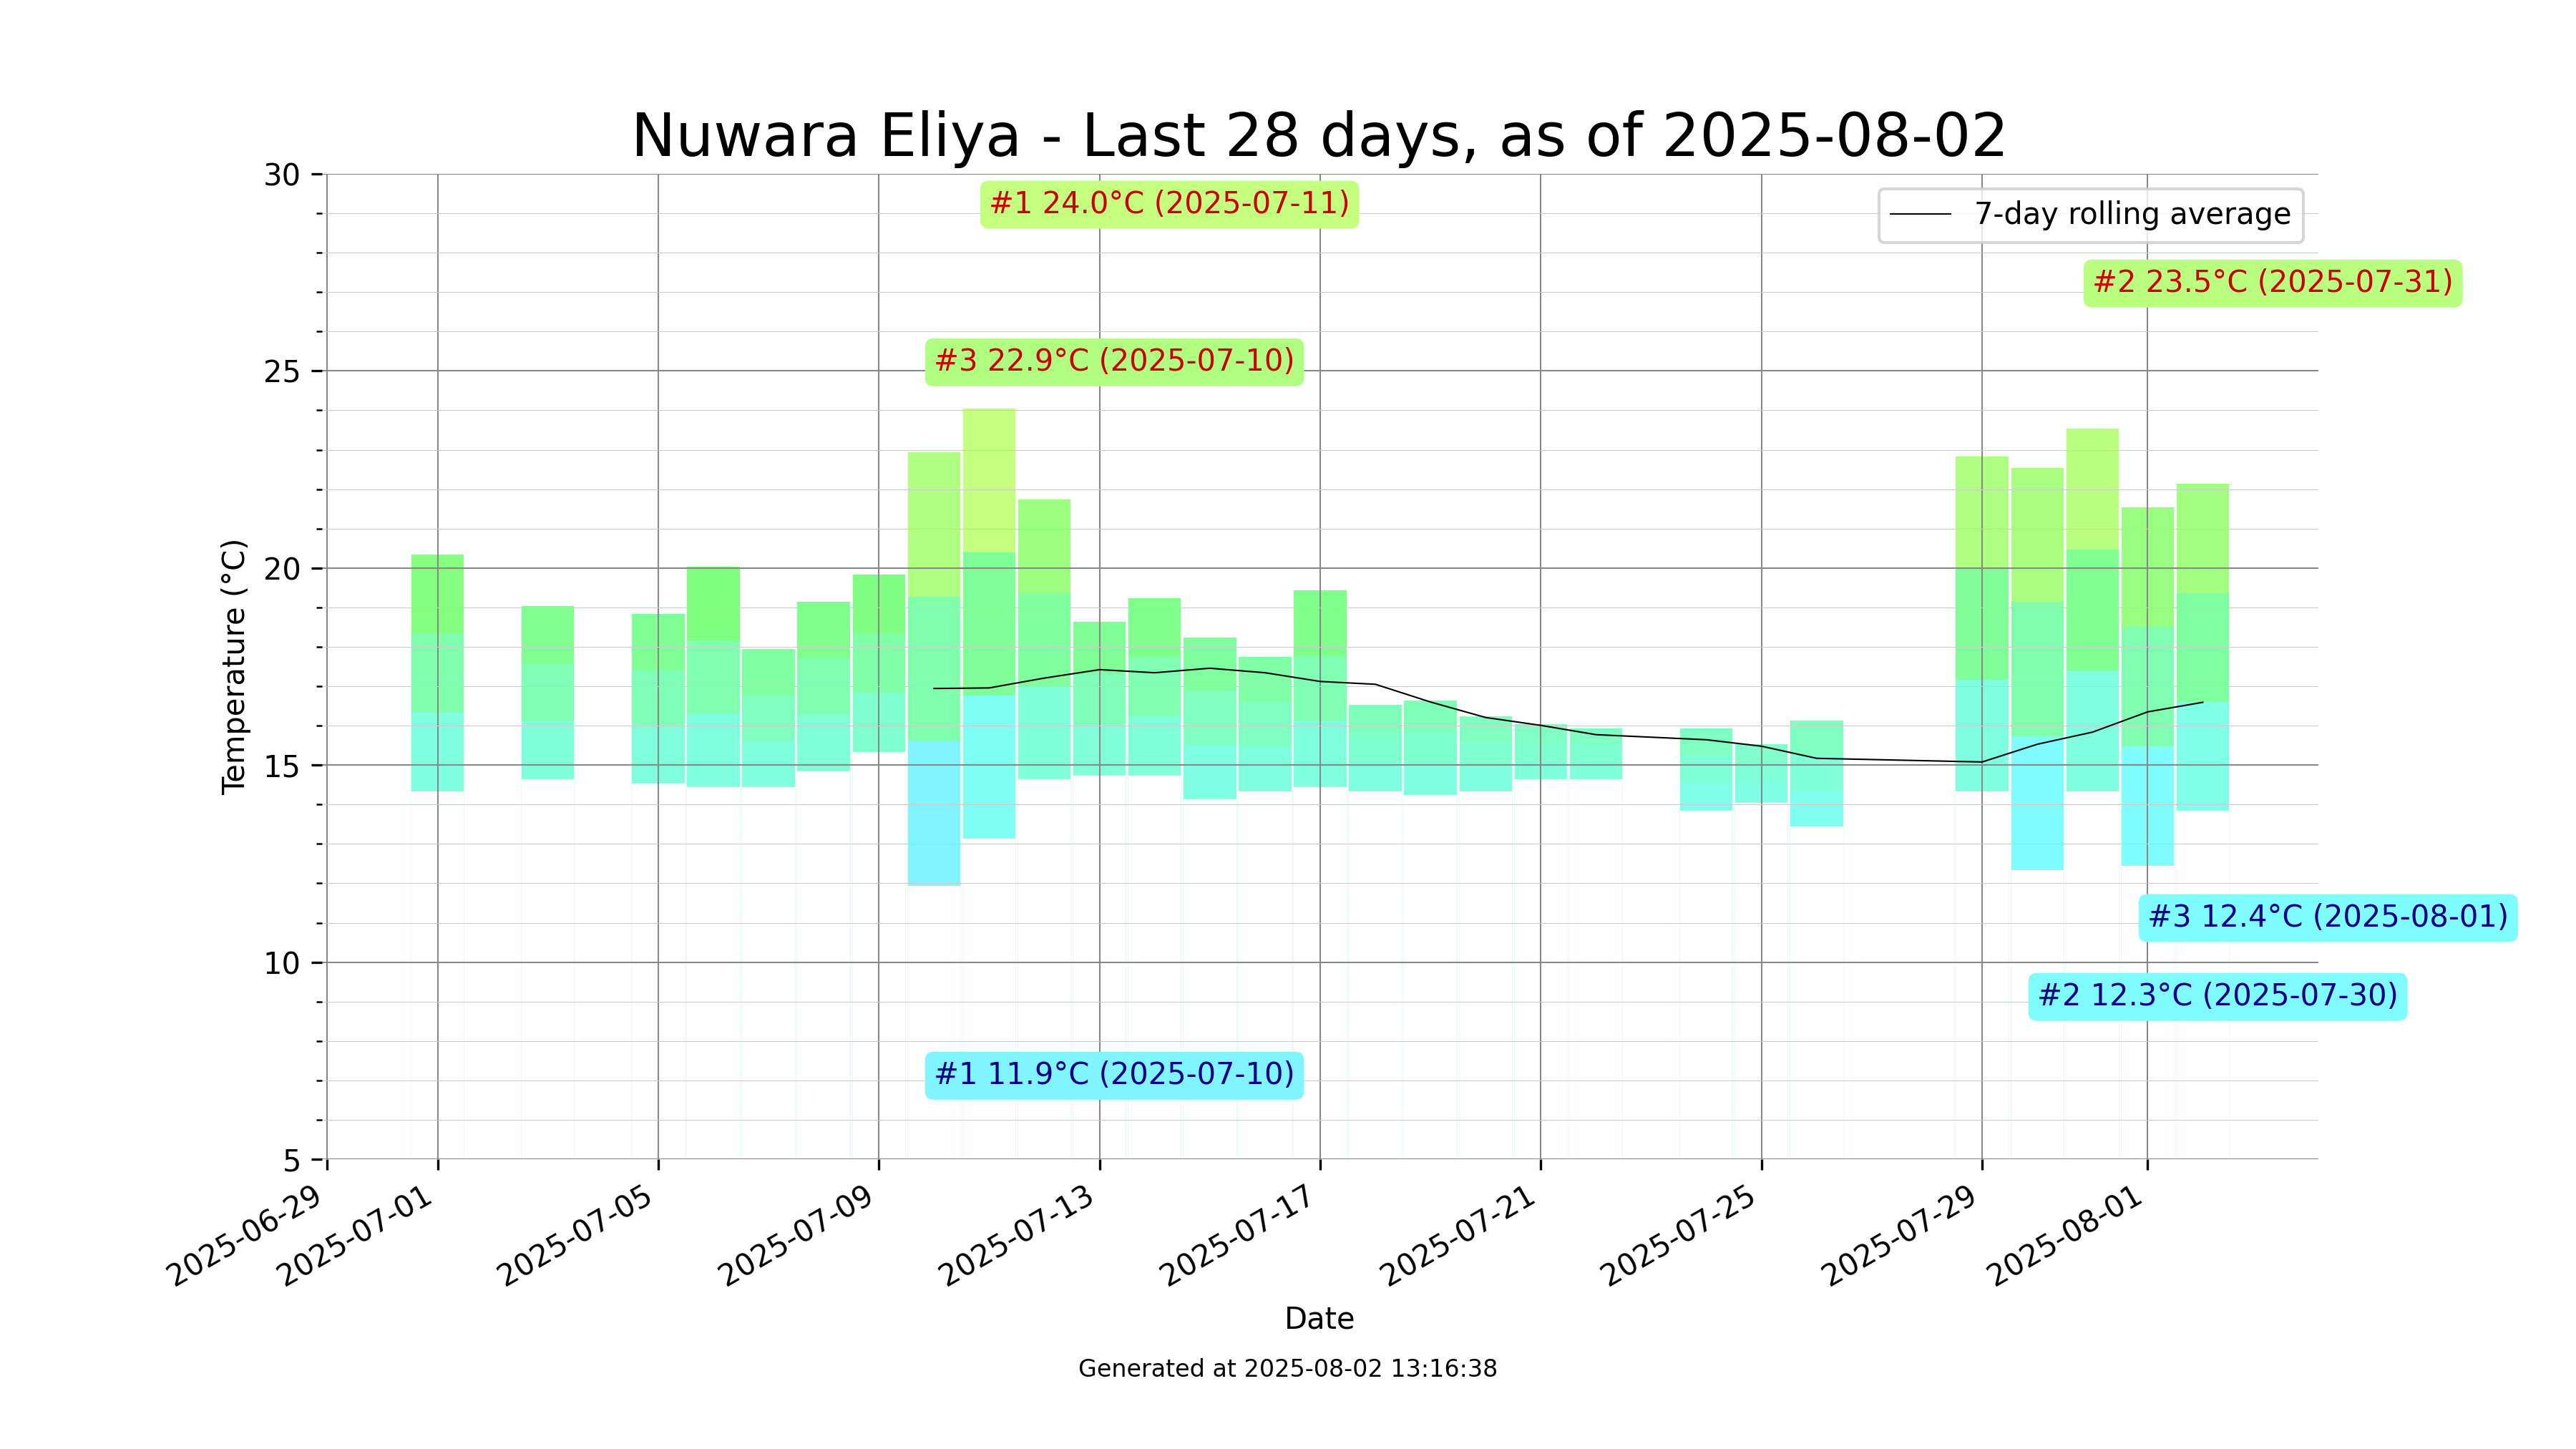 Nuwara Eliya - Last 28 days, as of 2025-08-02
30
#1 24.0°C (2025-07-11)
7-day rolling average
#2 23.5°C (2025-07-31)
#3 22.9°C (2025-07-10)
25
20
Temperature (°C)
15
#3 12.4°C (2025-08-01)
10
#2 12.3°C (2025-07-30)
#1 11.9°C (2025-07-10)
5
2025-06-29
2025-07-01
2025-07-05
2025-07-09
2025-07-13
2025-07-17
2025-07-21
2025-07-25
2025-07-29
2025-08-01
Date
Generated at 2025-08-02 13:16:38